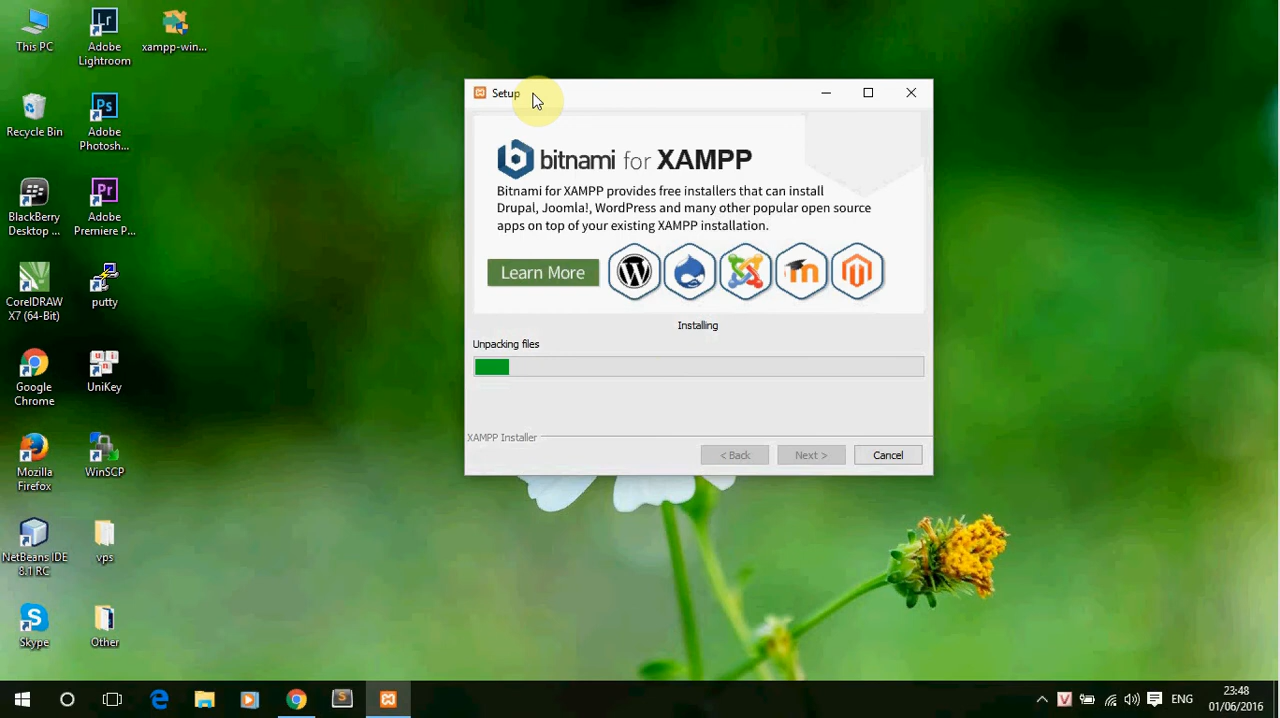 This PC
Adobe
Lightroom
xampp-win...
Recycle Bin
Adobe
Photosh...
BlackBerry
Desktop ...
Adobe
Premiere P...
CorelDRAW
X7 (64-Bit)
putty
Google
Chrome
UniKey
Mozilla
Firefox
WinSCP
NetBeans IDE
8.1 RC
vps
Skype
Other
Setup
bitnami for XAMPP
Bitnami for XAMPP provides free installers that can install
Drupal, Joomla!, WordPress and many other popular open source
apps on top of your existing XAMPP installation.
Learn More
Installing
Unpacking files
XAMPP Installer
< Back
Next >
Cancel
ENG
23:48
01/06/2016